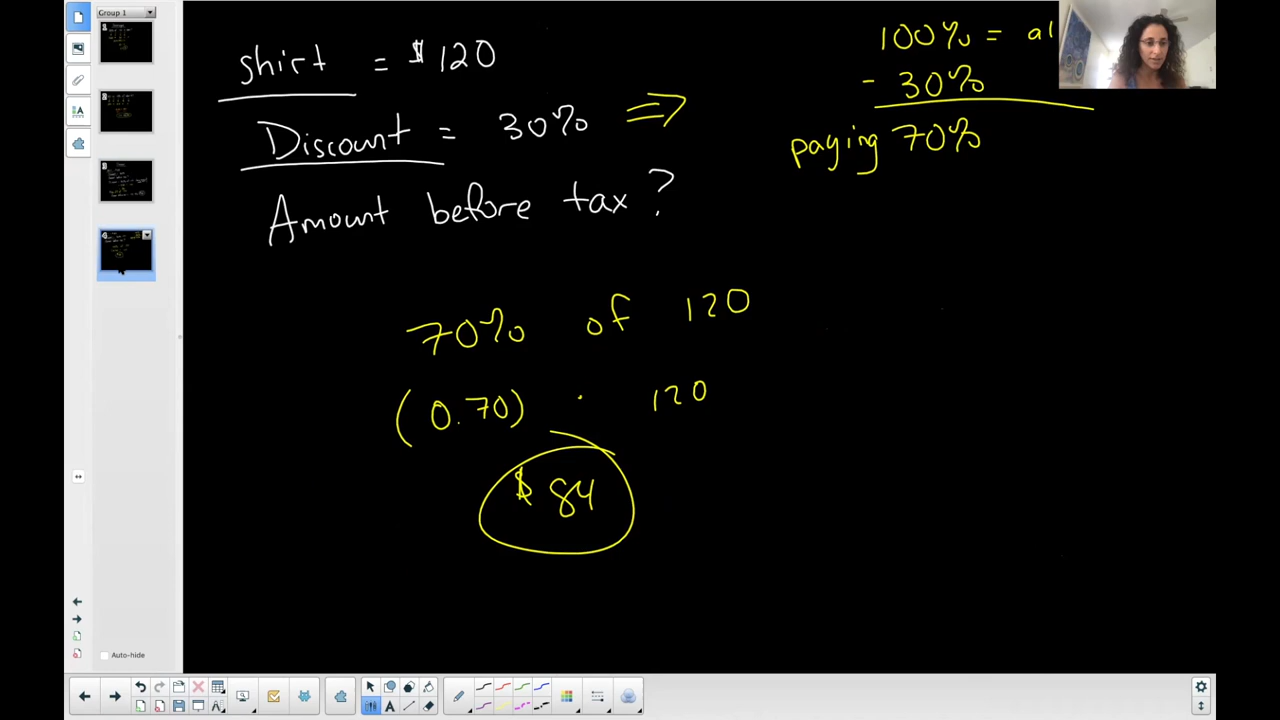 Group 1
shirt = $120
100% = al
- 30%
Discount = 30% ⇒
paying 70%
Amount before tax?
70% of 120
(0.70) · 120
$84
Auto-hide